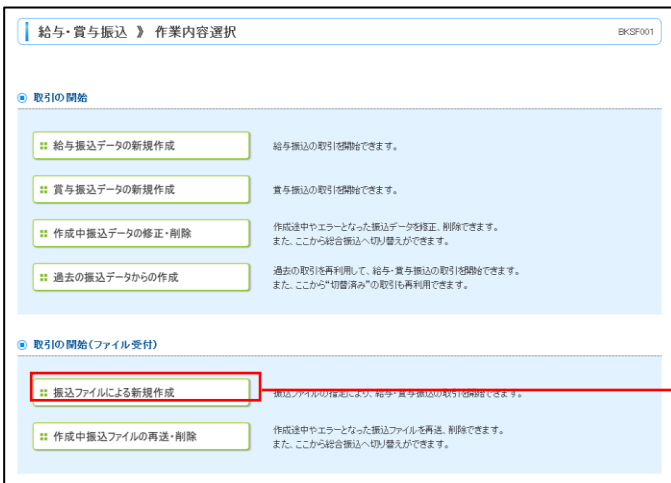 給与・賞与振込 》 作業内容選択
BKSF001
取引の開始
給与振込データの新規作成
給与振込の取引を開始できます。
賞与振込データの新規作成
賞与振込の取引を開始できます。
作成中振込データの修正・削除
作成途中やエラーとなった振込データを修正、削除できます。
また、ここから総合振込へ切り替えができます。
過去の振込データからの作成
過去の取引を再利用して、給与・賞与振込の取引を開始できます。
また、ここから“切替済み”の取引も再利用できます。
取引の開始(ファイル受付)
振込ファイルによる新規作成
振込ファイルの指定により、給与・賞与振込の取引を開始できます。
作成中振込ファイルの再送・削除
作成途中やエラーとなった振込ファイルを再送、削除できます。
また、ここから総合振込へ切り替えができます。